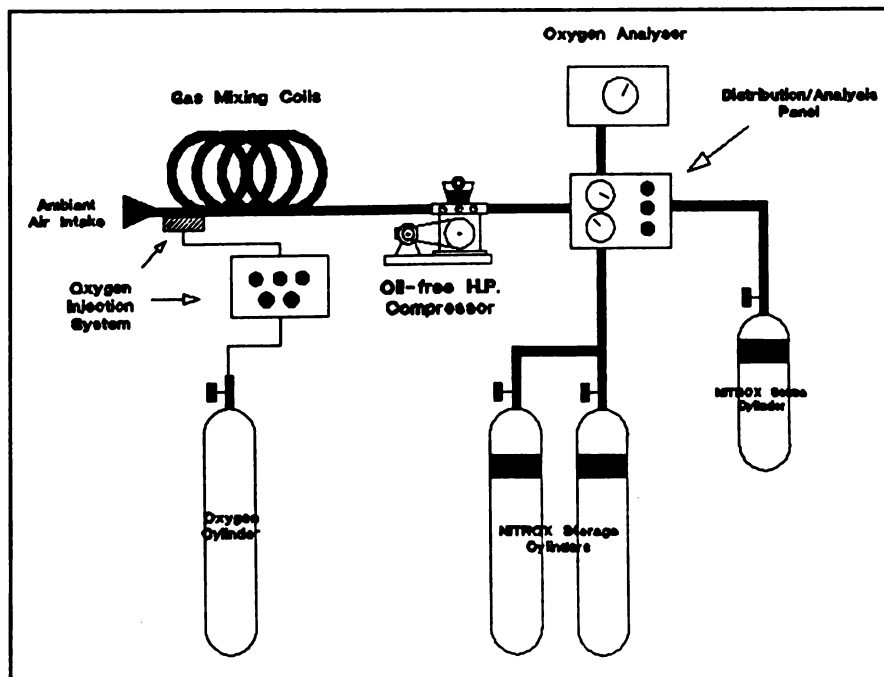 Oxygen Analyser
Gas Mixing Coils
Distribution/Analysis
Panel
Ambient
Air Intake
Oxygen
Injection
System
Oil-free H.P.
Compressor
NITROX Scuba
Cylinder
Oxygen
Cylinder
NITROX Storage
Cylinders